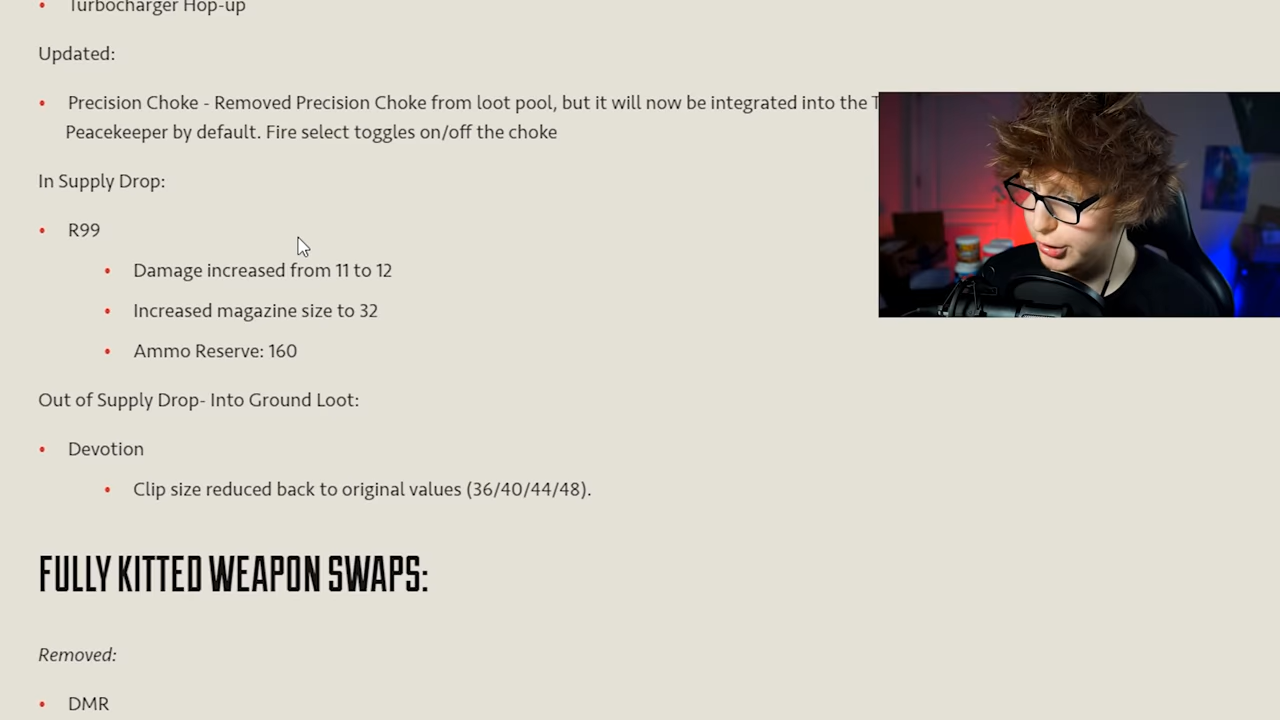 • Turbocharger Hop-up
Updated:
• Precision Choke - Removed Precision Choke from loot pool, but it will now be integrated into the
Peacekeeper by default. Fire select toggles on/off the choke
In Supply Drop:
• R99
• Damage increased from 11 to 12
• Increased magazine size to 32
• Ammo Reserve: 160
Out of Supply Drop- Into Ground Loot:
• Devotion
• Clip size reduced back to original values (36/40/44/48).
FULLY KITTED WEAPON SWAPS:
Removed:
• DMR